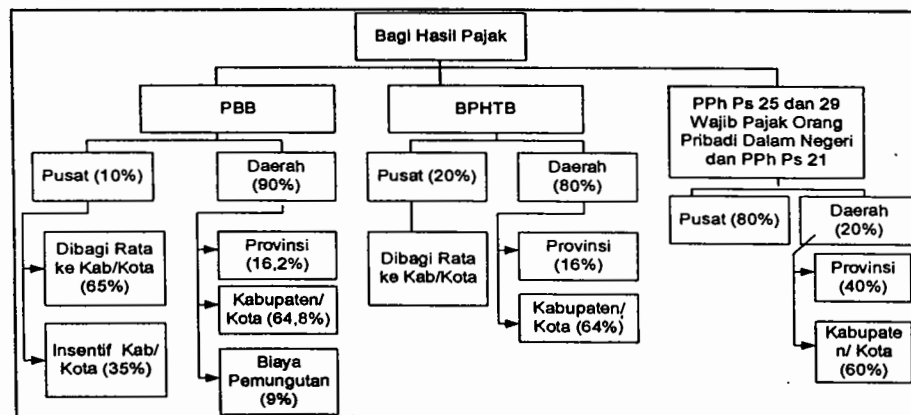 Bagi Hasil Pajak
PBB
BPHTB
PPh Ps 25 dan 29
Wajib Pajak Orang
Pribadi Dalam Negeri
dan PPh Ps 21
Pusat (10%)
Daerah
(90%)
Pusat (20%)
Daerah
(80%)
Pusat (80%)
Daerah
(20%)
Dibagi Rata
ke Kab/Kota
(65%)
Insentif Kab/
Kota (35%)
Provinsi
(16,2%)
Kabupaten/
Kota (64,8%)
Biaya
Pemungutan
(9%)
Dibagi Rata
ke Kab/Kota
Provinsi
(16%)
Kabupaten/
Kota (64%)
Provinsi
(40%)
Kabupate
n/ Kota
(60%)